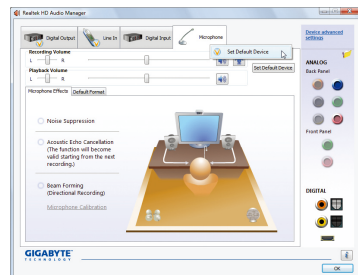 Realtek HD Audio Manager
Digital Output
Line In
Digital Input
Microphone
Device advanced settings
Set Default Device
Recording Volume
L R
Set Default Device
Playback Volume
L R
ANALOG
Back Panel
Microphone Effects Default Format
Noise Suppression
Acoustic Echo Cancellation
(The function will become
valid starting from the next
recording.)
Front Panel
Beam Forming
(Directional Recording)
Microphone Calibration
DIGITAL
GIGABYTE
TECHNOLOGY
i
OK